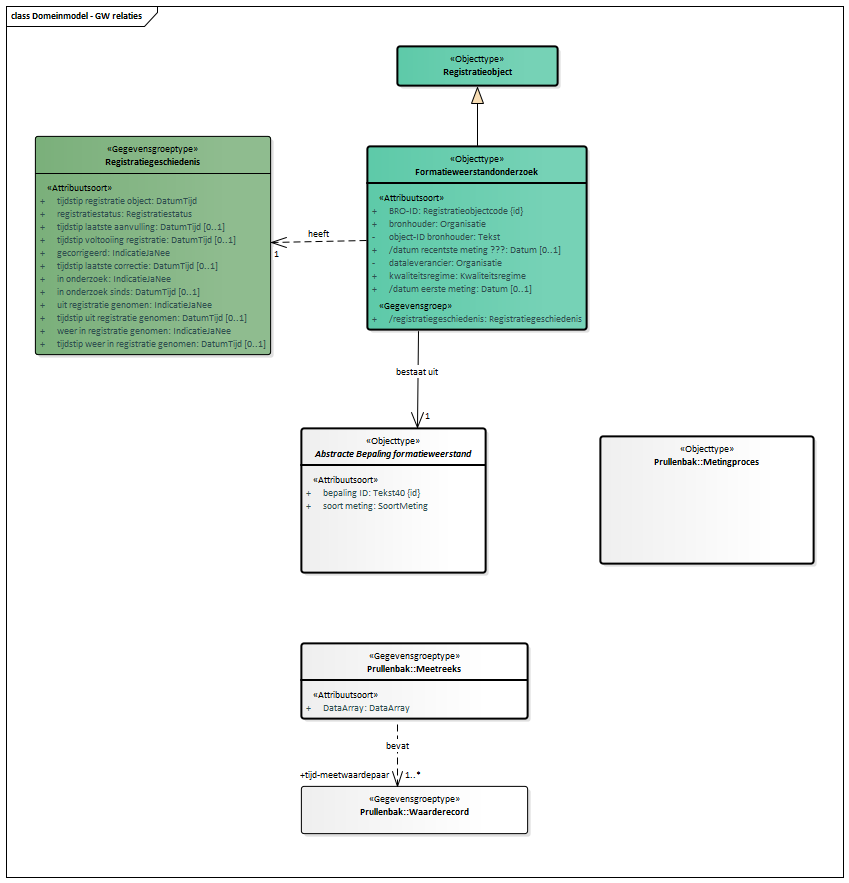 class Domeinmodel - GW relaties
«Objecttype»
Registratieobject
«Gegevensgroeptype»
Registratiegeschiedenis
«Attribuutsoort»
+ tijdstip registratie object: DatumTijd
+ registratiestatus: Registratiestatus
+ tijdstip laatste aanvulling: DatumTijd [0..1]
+ tijdstip voltooiing registratie: DatumTijd [0..1]
+ gecorrigeerd: IndicatieJaNee
+ tijdstip laatste correctie: DatumTijd [0..1]
+ in onderzoek: IndicatieJaNee
+ in onderzoek sinds: DatumTijd [0..1]
+ uit registratie genomen: IndicatieJaNee
+ tijdstip uit registratie genomen: DatumTijd [0..1]
+ weer in registratie genomen: IndicatieJaNee
+ tijdstip weer in registratie genomen: DatumTijd [0..1]
heeft
1
«Objecttype»
Formatieweerstandonderzoek
«Attribuutsoort»
+ BRO-ID: Registratieobjectcode {id}
+ bronhouder: Organisatie
- object-ID bronhouder: Tekst
+ /datum recentste meting ???: Datum [0..1]
- dataleverancier: Organisatie
+ kwaliteitsregime: Kwaliteitsregime
+ /datum eerste meting: Datum [0..1]
«Gegevensgroep»
+ /registratiegeschiedenis: Registratiegeschiedenis
bestaat uit
1
«Objecttype»
Abstracte Bepaling formatieweerstand
«Attribuutsoort»
+ bepaling ID: Tekst40 {id}
+ soort meting: SoortMeting
«Objecttype»
Prullenbak::Metingproces
«Gegevensgroeptype»
Prullenbak::Meetreeks
«Attribuutsoort»
+ DataArray: DataArray
bevat
+tijd-meetwaardepaar 1..*
«Gegevensgroeptype»
Prullenbak::Waarderecord